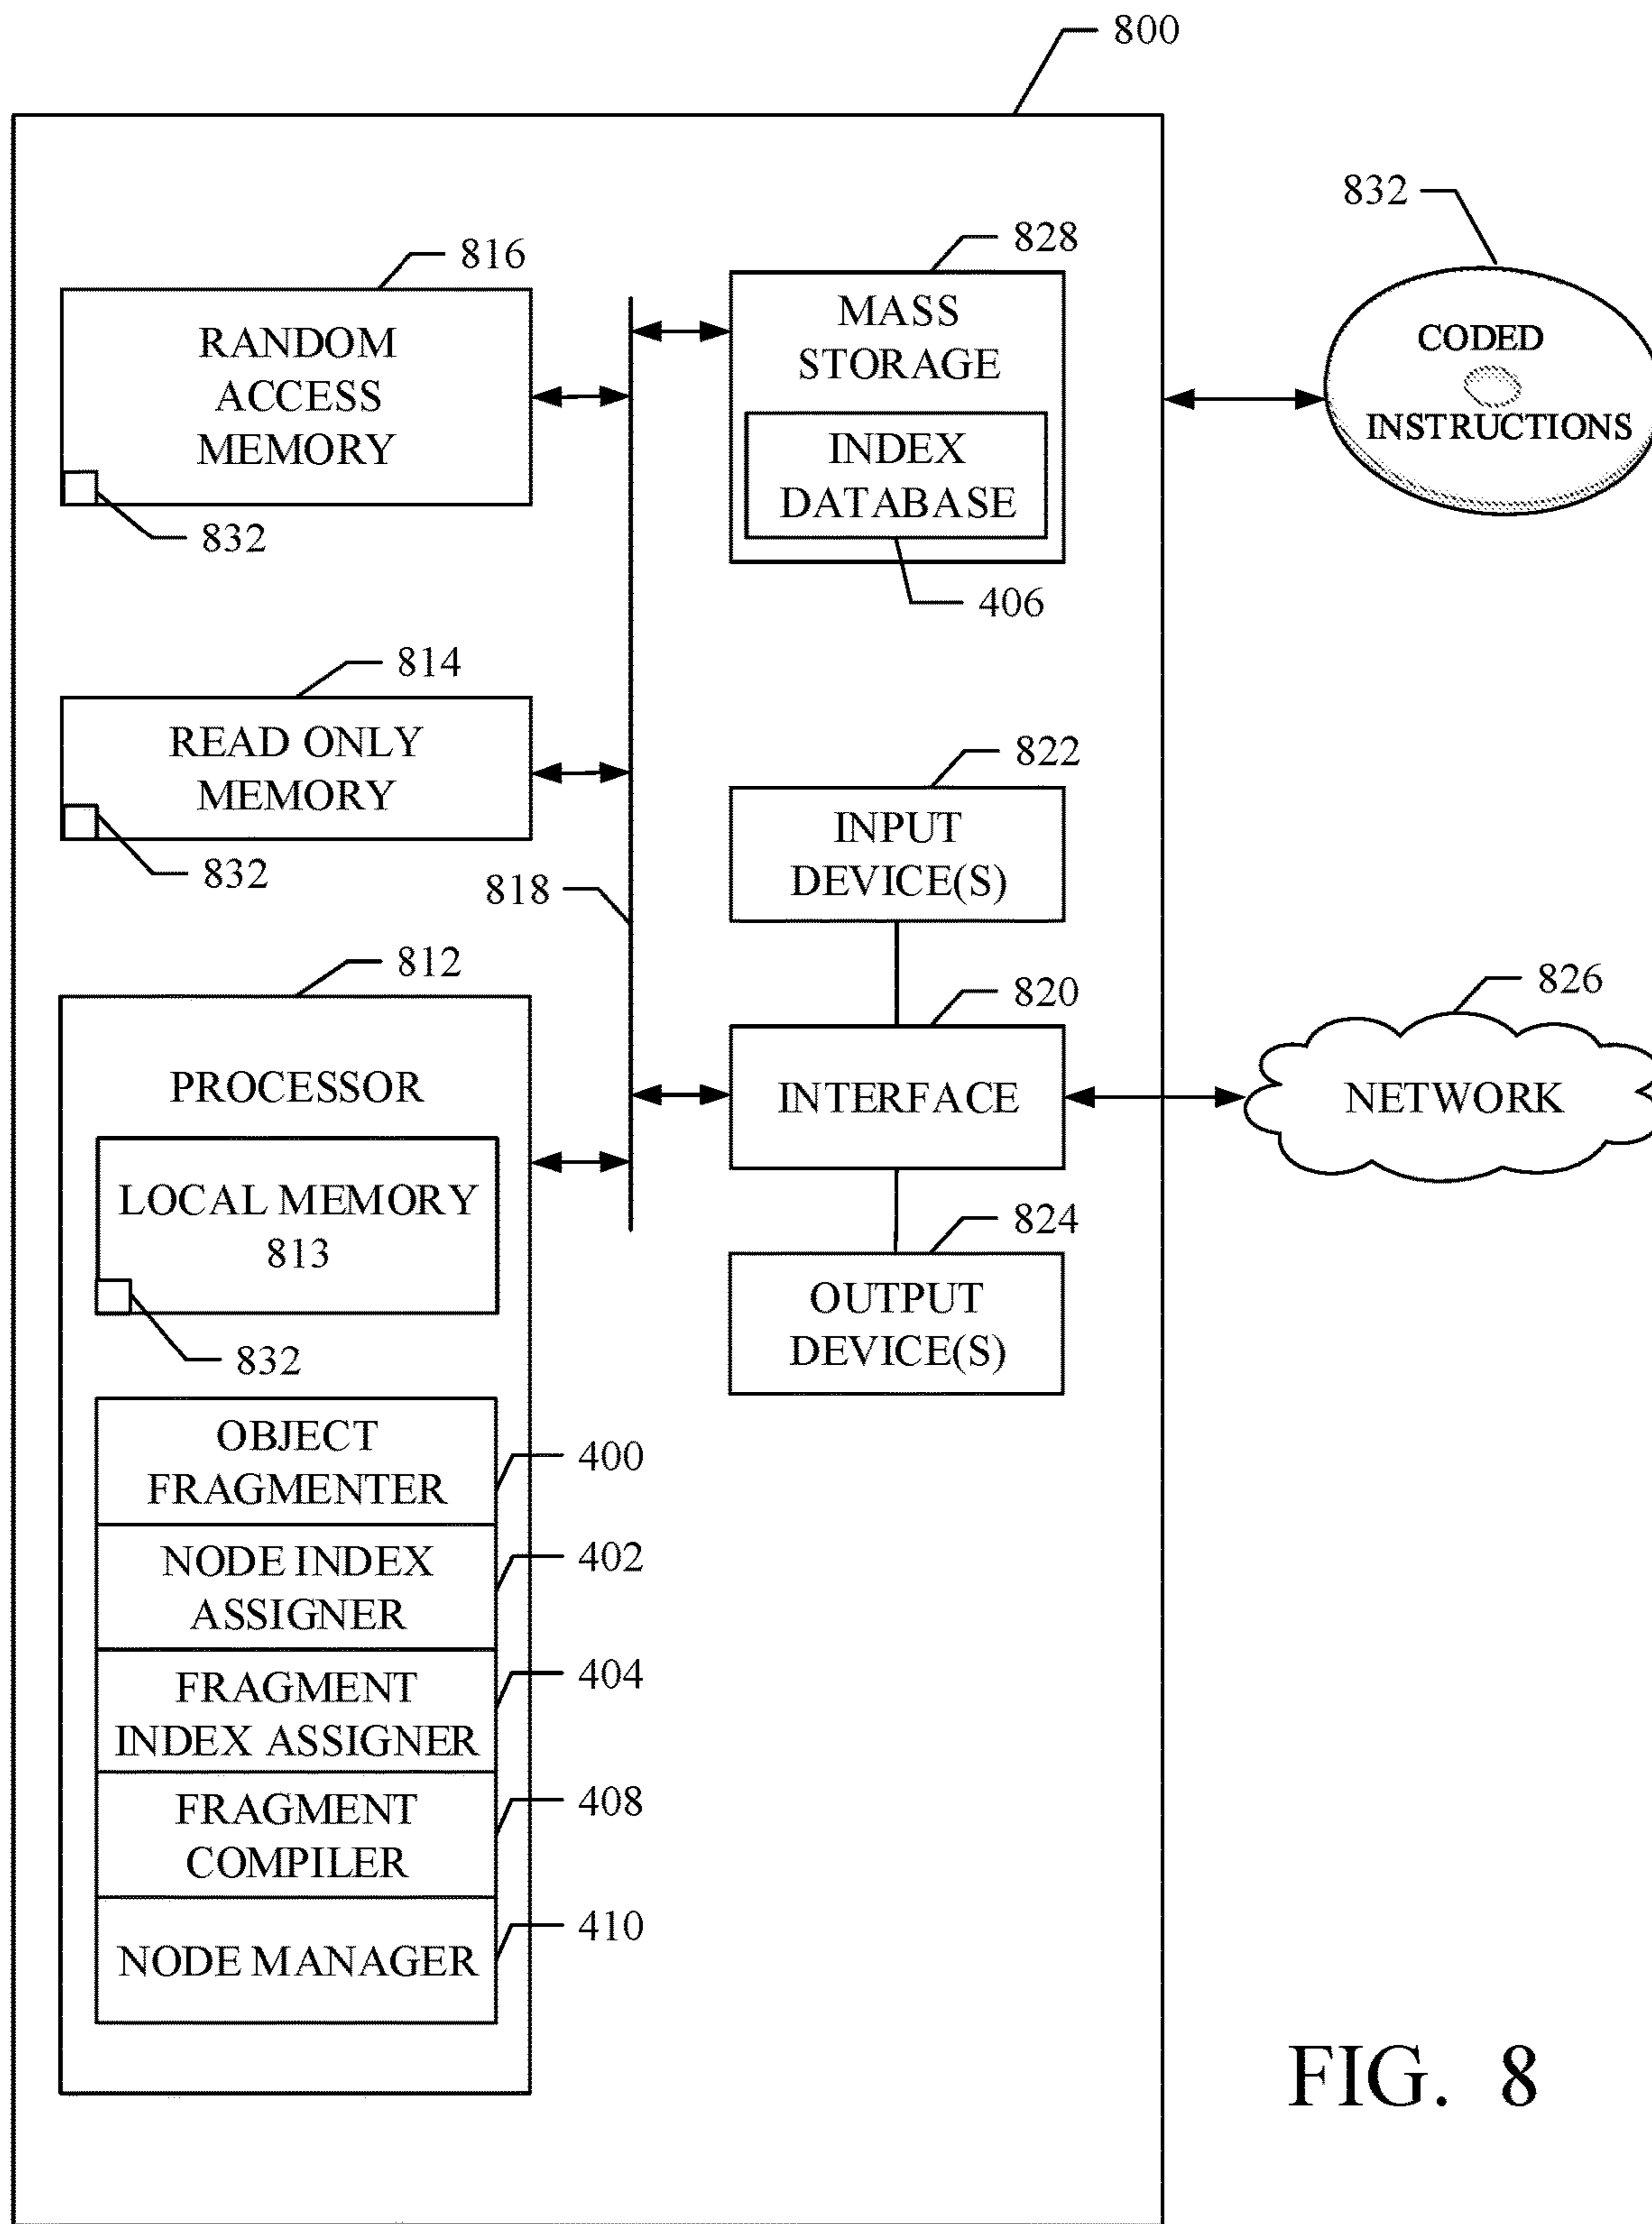 800
832
816
828
RANDOM
ACCESS
MEMORY
832
MASS
STORAGE
INDEX
DATABASE
406
CODED
INSTRUCTIONS
814
READ ONLY
MEMORY
832
818
822
INPUT
DEVICE(S)
812
820
INTERFACE
826
NETWORK
824
OUTPUT
DEVICE(S)
PROCESSOR
LOCAL MEMORY
813
832
OBJECT
FRAGMENTER
400
NODE INDEX
ASSIGNER
402
FRAGMENT
INDEX ASSIGNER
404
FRAGMENT
COMPILER
408
NODE MANAGER
410
FIG. 8